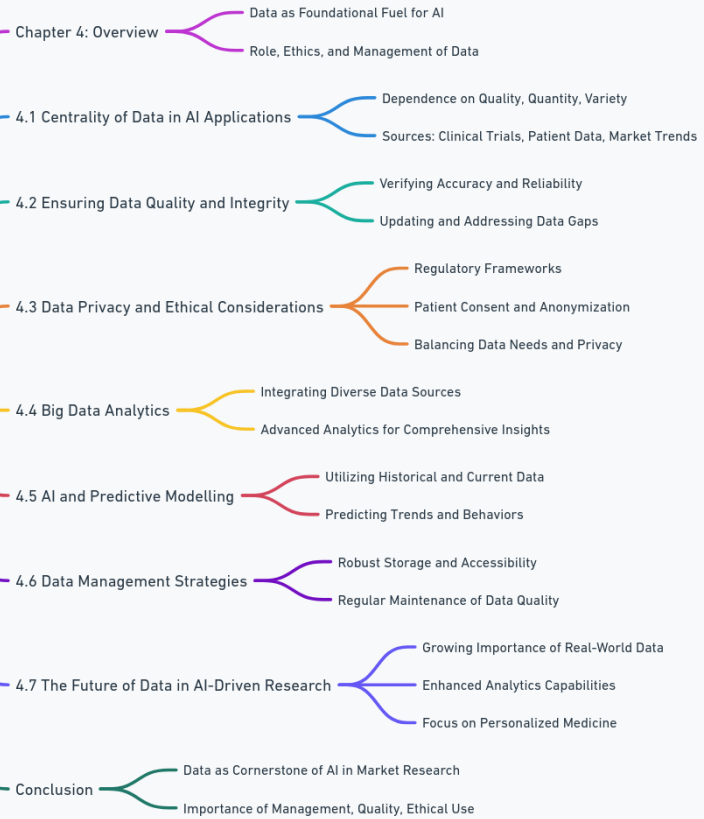 Chapter 4: Overview
Data as Foundational Fuel for AI
Role, Ethics, and Management of Data
4.1 Centrality of Data in AI Applications
Dependence on Quality, Quantity, Variety
Sources: Clinical Trials, Patient Data, Market Trends
4.2 Ensuring Data Quality and Integrity
Verifying Accuracy and Reliability
Updating and Addressing Data Gaps
4.3 Data Privacy and Ethical Considerations
Regulatory Frameworks
Patient Consent and Anonymization
Balancing Data Needs and Privacy
4.4 Big Data Analytics
Integrating Diverse Data Sources
Advanced Analytics for Comprehensive Insights
4.5 AI and Predictive Modelling
Utilizing Historical and Current Data
Predicting Trends and Behaviors
4.6 Data Management Strategies
Robust Storage and Accessibility
Regular Maintenance of Data Quality
4.7 The Future of Data in AI-Driven Research
Growing Importance of Real-World Data
Enhanced Analytics Capabilities
Focus on Personalized Medicine
Conclusion
Data as Cornerstone of AI in Market Research
Importance of Management, Quality, Ethical Use